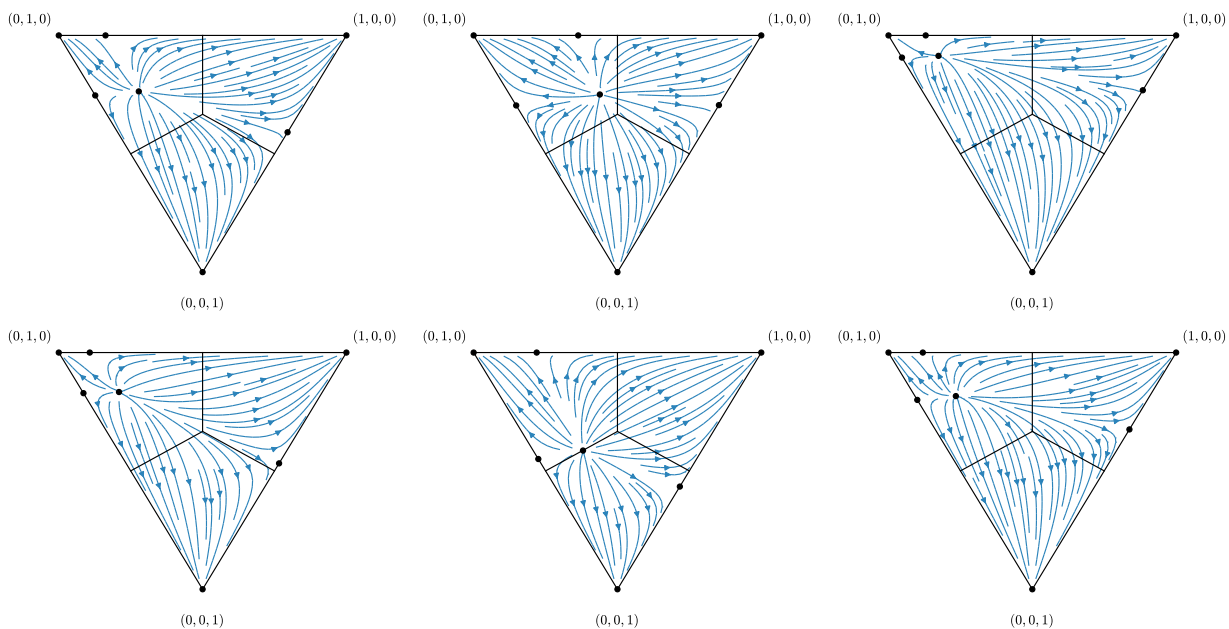 (0, 1, 0) (1, 0, 0) (0, 1, 0) (1, 0, 0) (0, 1, 0) (1, 0, 0)
(0, 0, 1) (0, 0, 1) (0, 0, 1)
(0, 1, 0) (1, 0, 0) (0, 1, 0) (1, 0, 0) (0, 1, 0) (1, 0, 0)
(0, 0, 1) (0, 0, 1) (0, 0, 1)